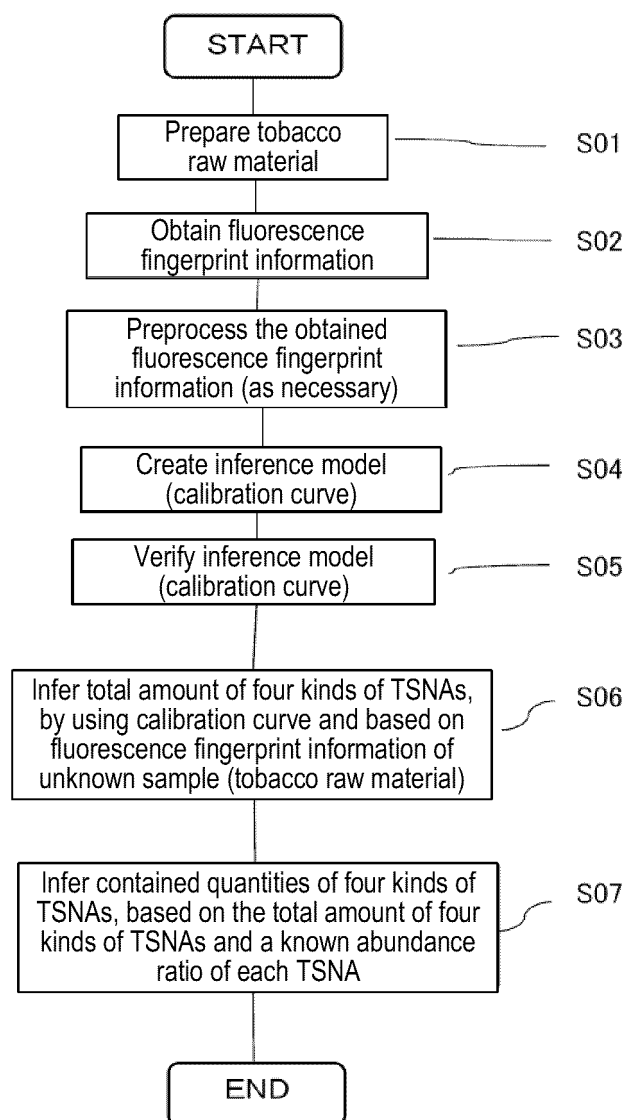 START
Prepare tobacco
raw material
S01
Obtain fluorescence
fingerprint information
S02
Preprocess the obtained
fluorescence fingerprint
information (as necessary)
S03
Create inference model
(calibration curve)
S04
Verify inference model
(calibration curve)
S05
Infer total amount of four kinds of TSNAs,
by using calibration curve and based on
fluorescence fingerprint information of
unknown sample (tobacco raw material)
S06
Infer contained quantities of four kinds of
TSNAs, based on the total amount of four
kinds of TSNAs and a known abundance
ratio of each TSNA
S07
END